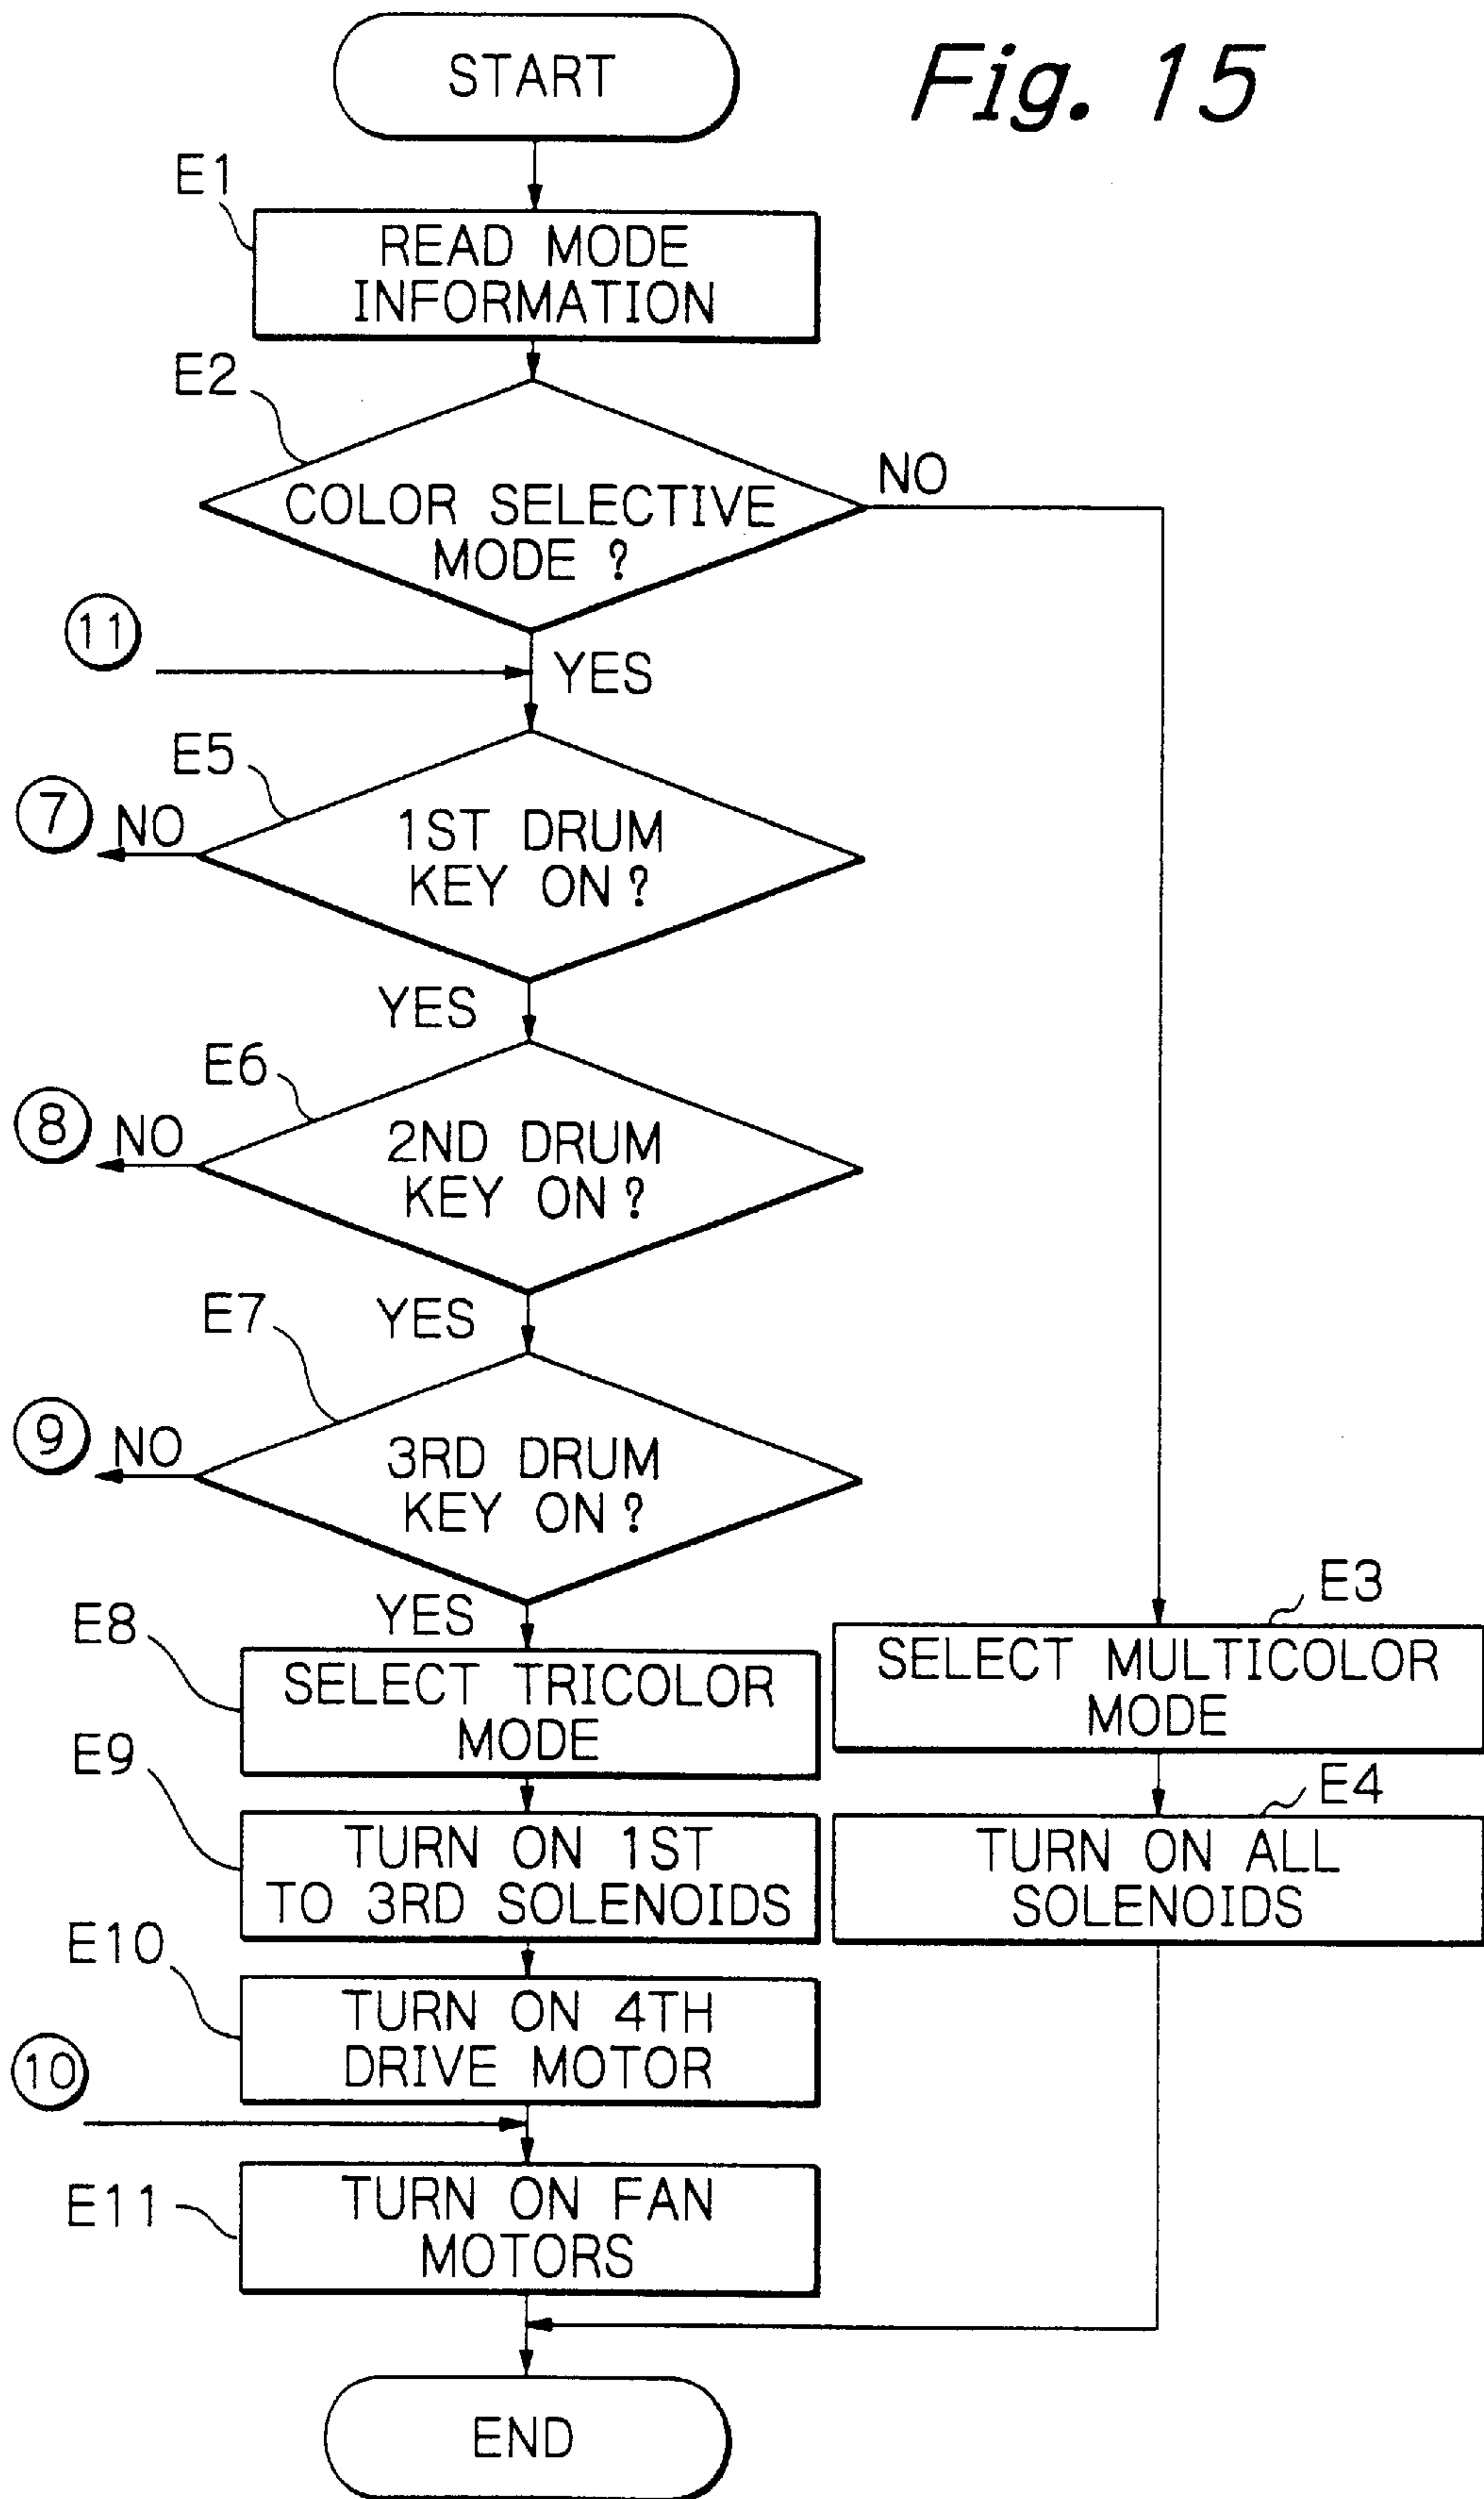 START
Fig. 15
E1
READ MODE
INFORMATION
E2
COLOR SELECTIVE
MODE ?
NO
11
YES
E5
7
NO
1ST DRUM
KEY ON?
YES
E6
8
NO
2ND DRUM
KEY ON?
YES
E7
9
NO
3RD DRUM
KEY ON?
YES
E8
SELECT TRICOLOR
MODE
E3
SELECT MULTICOLOR
MODE
E9
TURN ON 1ST
TO 3RD SOLENOIDS
E4
TURN ON ALL
SOLENOIDS
E10
TURN ON 4TH
DRIVE MOTOR
10
E11
TURN ON FAN
MOTORS
END